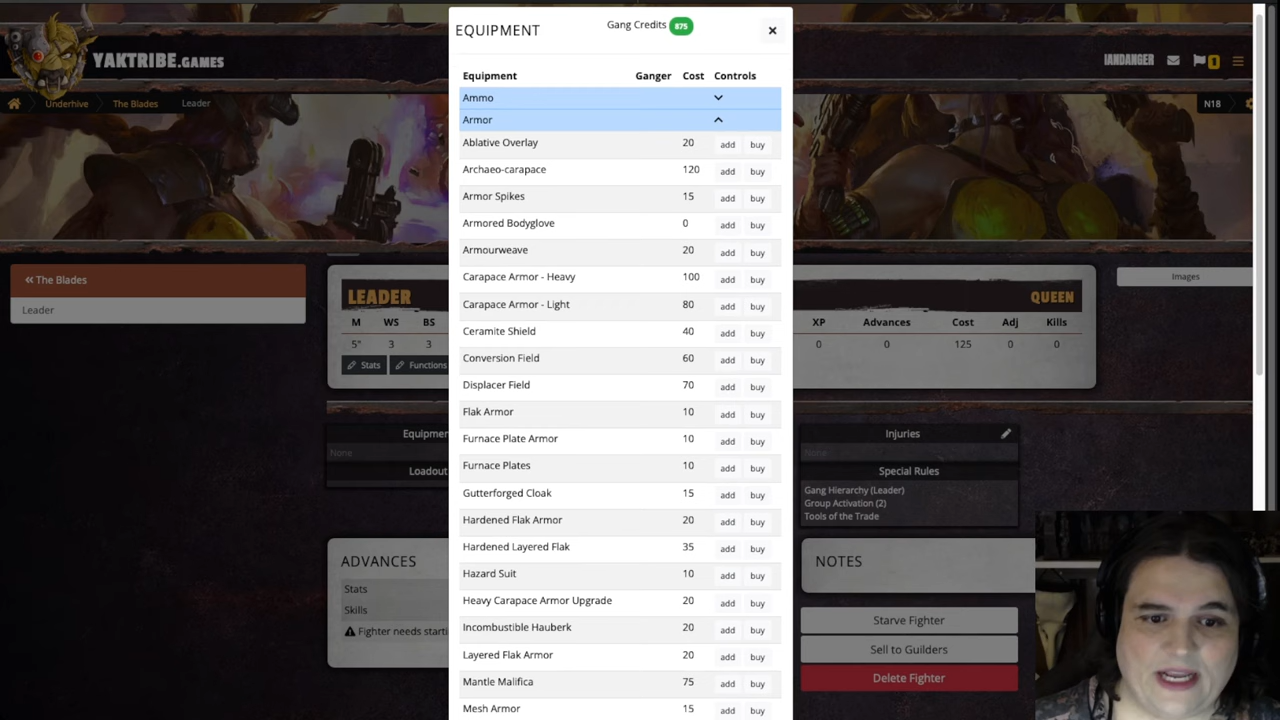 EQUIPMENT
Gang Credits 875
×
YAKTRIBE.GAMES
IANDANGER
Underhive
The Blades
Leader
N18
Equipment Ganger Cost Controls
Ammo
Armor
Ablative Overlay 20 add buy
Archaeo-carapace 120 add buy
Armor Spikes 15 add buy
Armored Bodyglove 0 add buy
Armourweave 20 add buy
Carapace Armor - Heavy 100 add buy
Carapace Armor - Light 80 add buy
Ceramite Shield 40 add buy
Conversion Field 60 add buy
Displacer Field 70 add buy
Flak Armor 10 add buy
Furnace Plate Armor 10 add buy
Furnace Plates 10 add buy
Gutterforged Cloak 15 add buy
Hardened Flak Armor 20 add buy
Hardened Layered Flak 35 add buy
Hazard Suit 10 add buy
Heavy Carapace Armor Upgrade 20 add buy
Incombustible Hauberk 20 add buy
Layered Flak Armor 20 add buy
Mantle Malifica 75 add buy
Mesh Armor 15 add buy
« The Blades
Leader
LEADER
M WS BS
5" 3 3
Stats Functions
Equipmen
None
Loadout
ADVANCES
Stats
Skills
Fighter needs starti
QUEEN
XP Advances Cost Adj Kills
0 0 125 0 0
Images
Injuries
None
Special Rules
Gang Hierarchy (Leader)
Group Activation (2)
Tools of the Trade
NOTES
Starve Fighter
Sell to Guilders
Delete Fighter